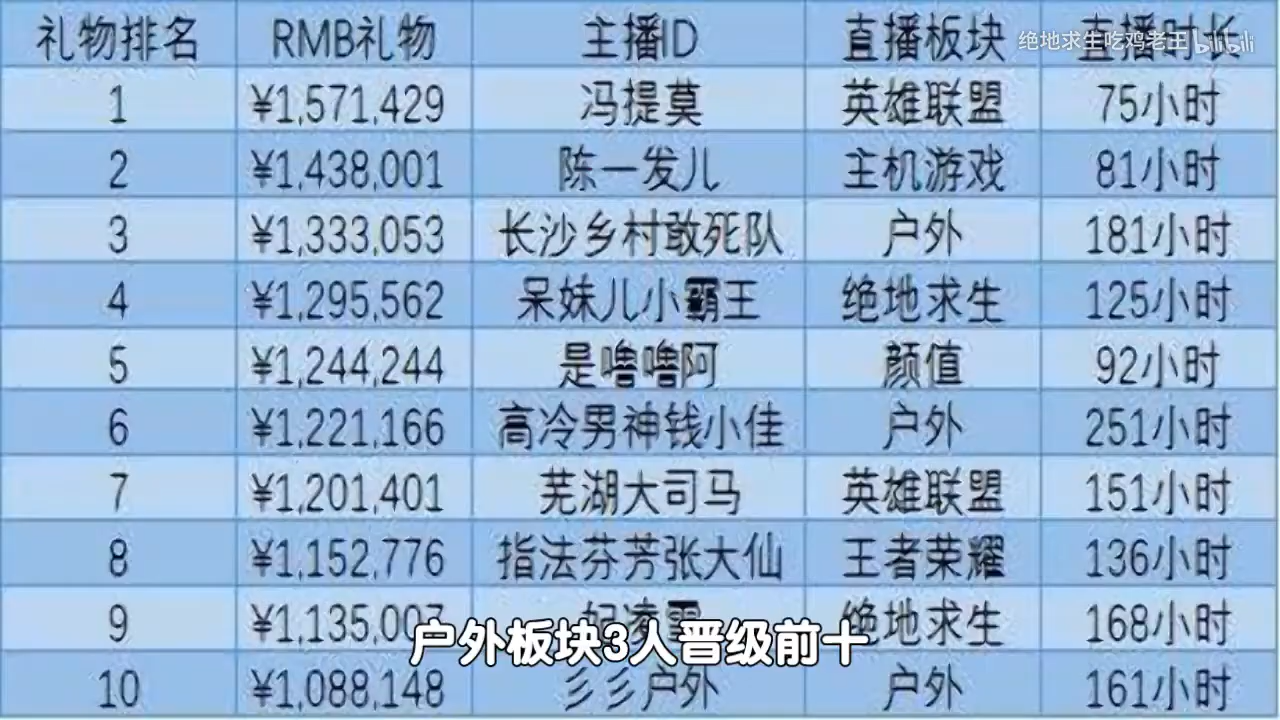 礼物排名 RMB礼物 主播ID 直播板块 直播时长
绝地求生吃鸡老王 bilibili
1 ¥1,571,429 冯提莫 英雄联盟 75小时
2 ¥1,438,001 陈一发儿 主机游戏 81小时
3 ¥1,333,053 长沙乡村敢死队 户外 181小时
4 ¥1,295,562 呆妹儿小霸王 绝地求生 125小时
5 ¥1,244,244 是噜噜阿 颜值 92小时
6 ¥1,221,166 高冷男神钱小佳 户外 251小时
7 ¥1,201,401 芜湖大司马 英雄联盟 151小时
8 ¥1,152,776 指法芬芳张大仙 王者荣耀 136小时
9 ¥1,135,007 绝地求生 168小时
户外板块3人晋级前十
10 ¥1,088,148 彡彡户外 户外 161小时